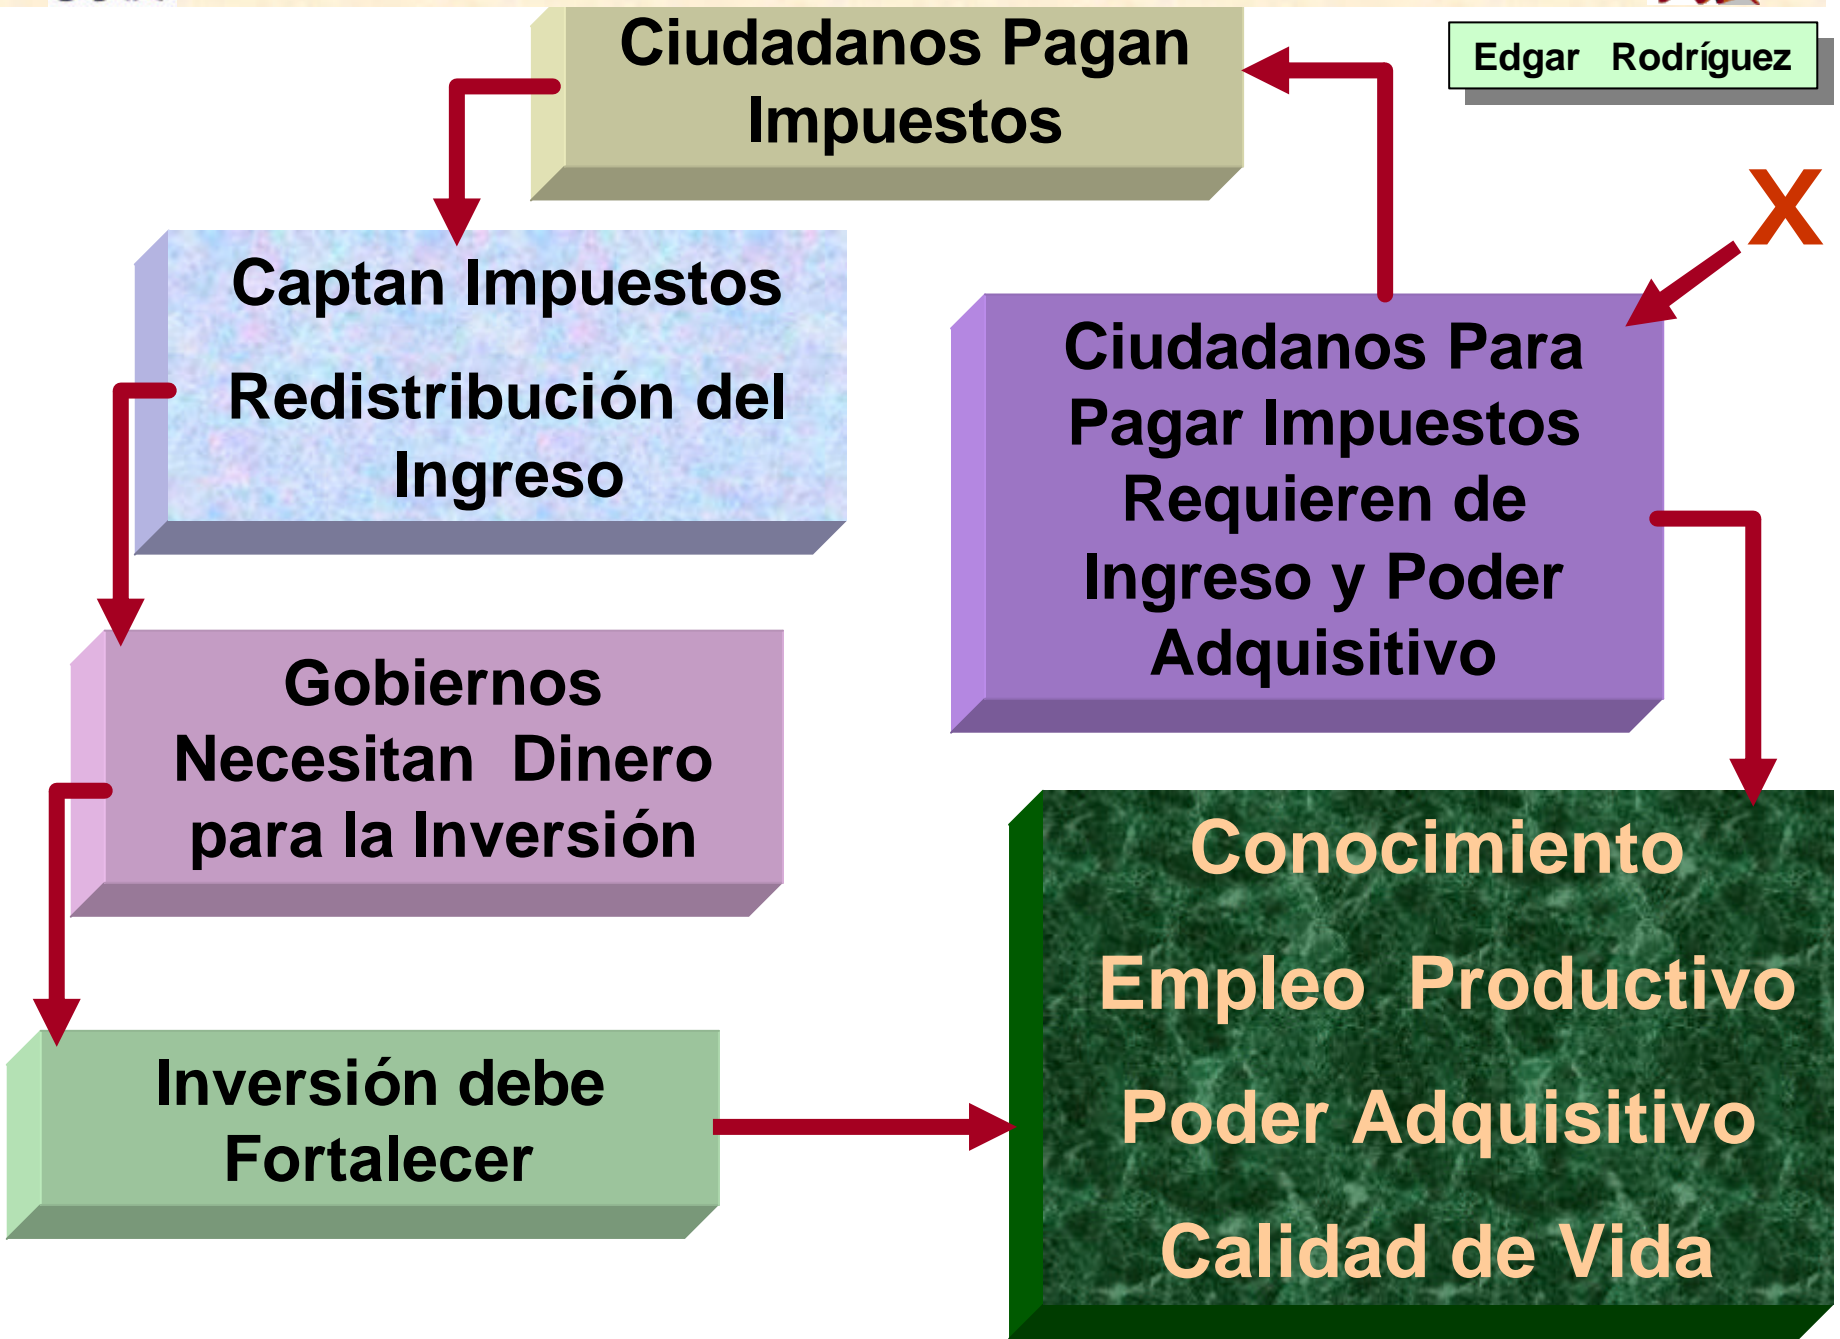 Ciudadanos Pagan
Impuestos
Edgar Rodríguez
X
Captan Impuestos
Redistribución del
Ingreso
Ciudadanos Para
Pagar Impuestos
Requieren de
Ingreso y Poder
Adquisitivo
Gobiernos
Necesitan Dinero
para la Inversión
Inversión debe
Fortalecer
Conocimiento
Empleo Productivo
Poder Adquisitivo
Calidad de Vida